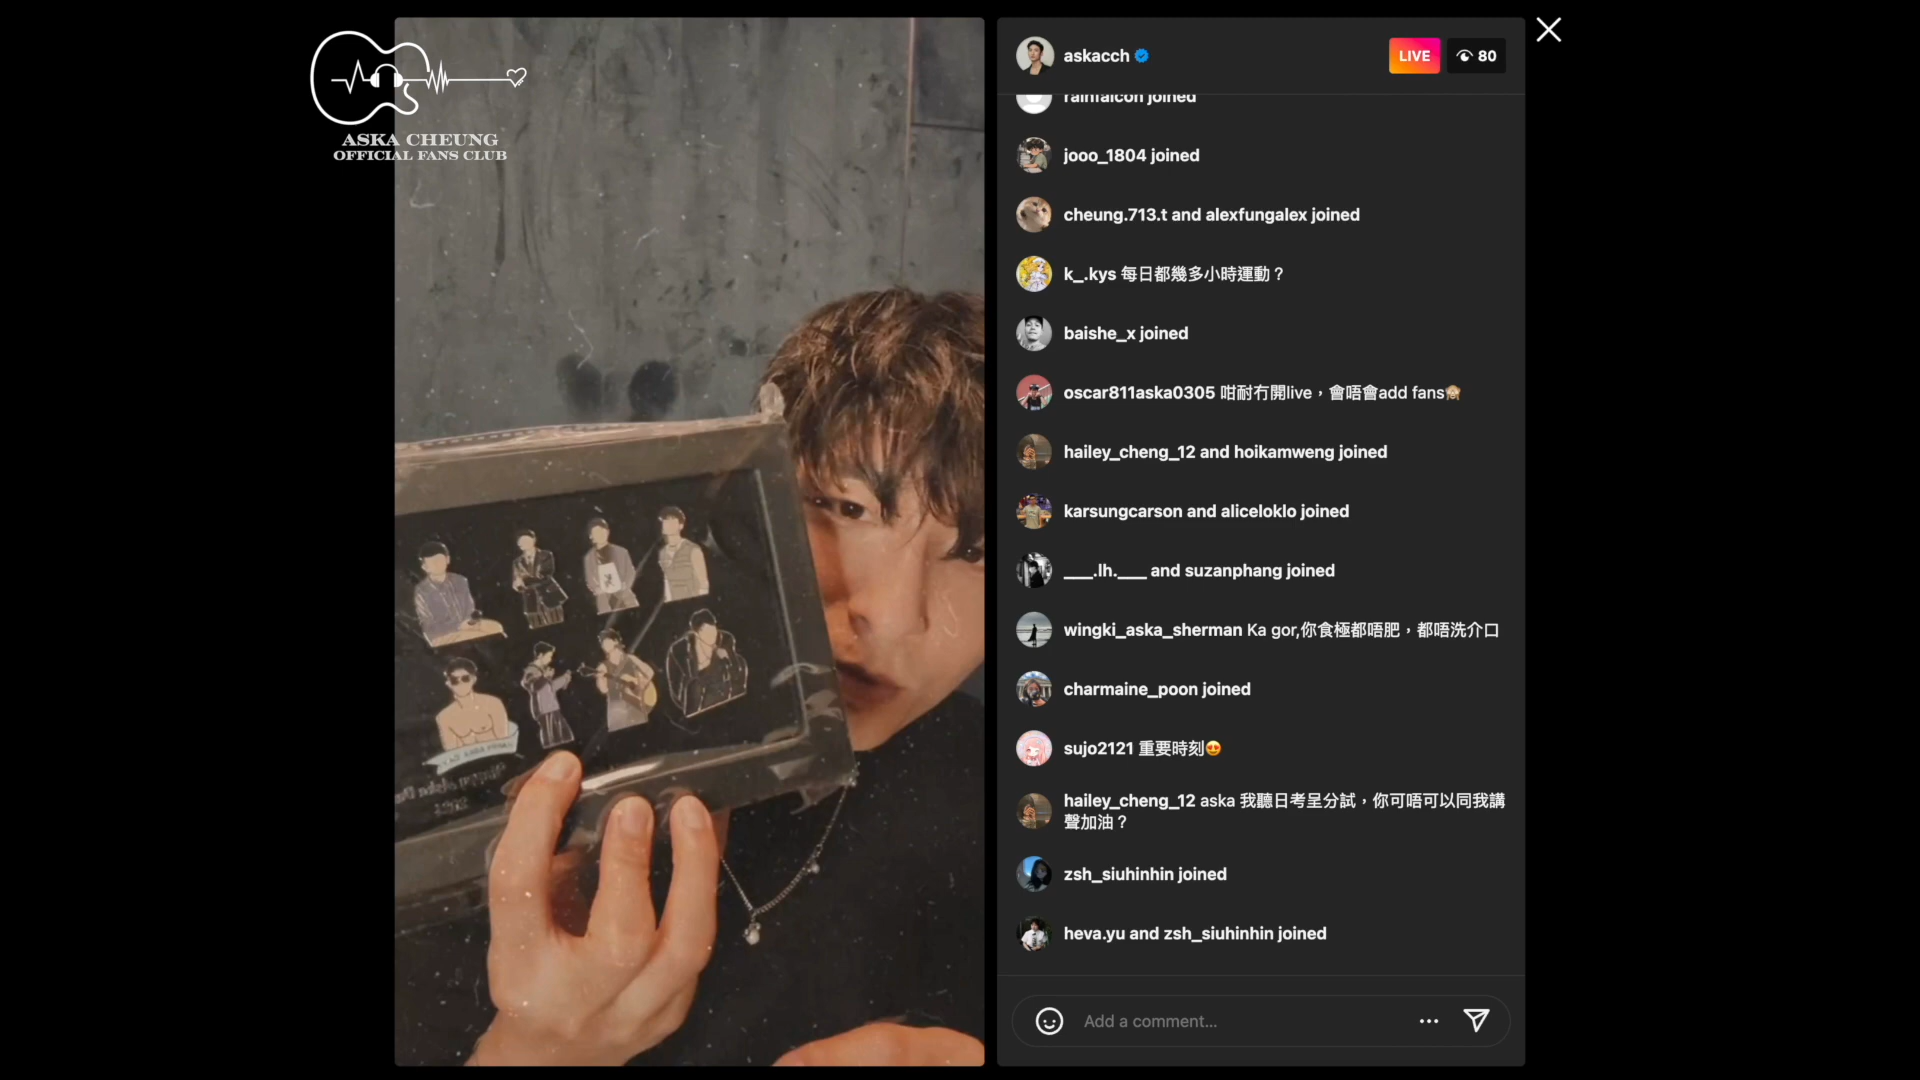 ASKA CHEUNG
OFFICIAL FANS CLUB
askacch
LIVE
80
rainfalcon joined
jooo_1804 joined
cheung.713.t and alexfungalex joined
k_.kys 每日都幾多小時運動？
baishe_x joined
oscar811aska0305 咁耐冇開live，會唔會add fans🙈
hailey_cheng_12 and hoikamweng joined
karsungcarson and aliceloklo joined
___.lh.___ and suzanphang joined
wingki_aska_sherman Ka gor,你食極都唔肥，都唔洗介口
charmaine_poon joined
sujo2121 重要時刻😍
hailey_cheng_12 aska 我聽日考呈分試，你可唔可以同我講
聲加油？
zsh_siuhinhin joined
heva.yu and zsh_siuhinhin joined
Add a comment...